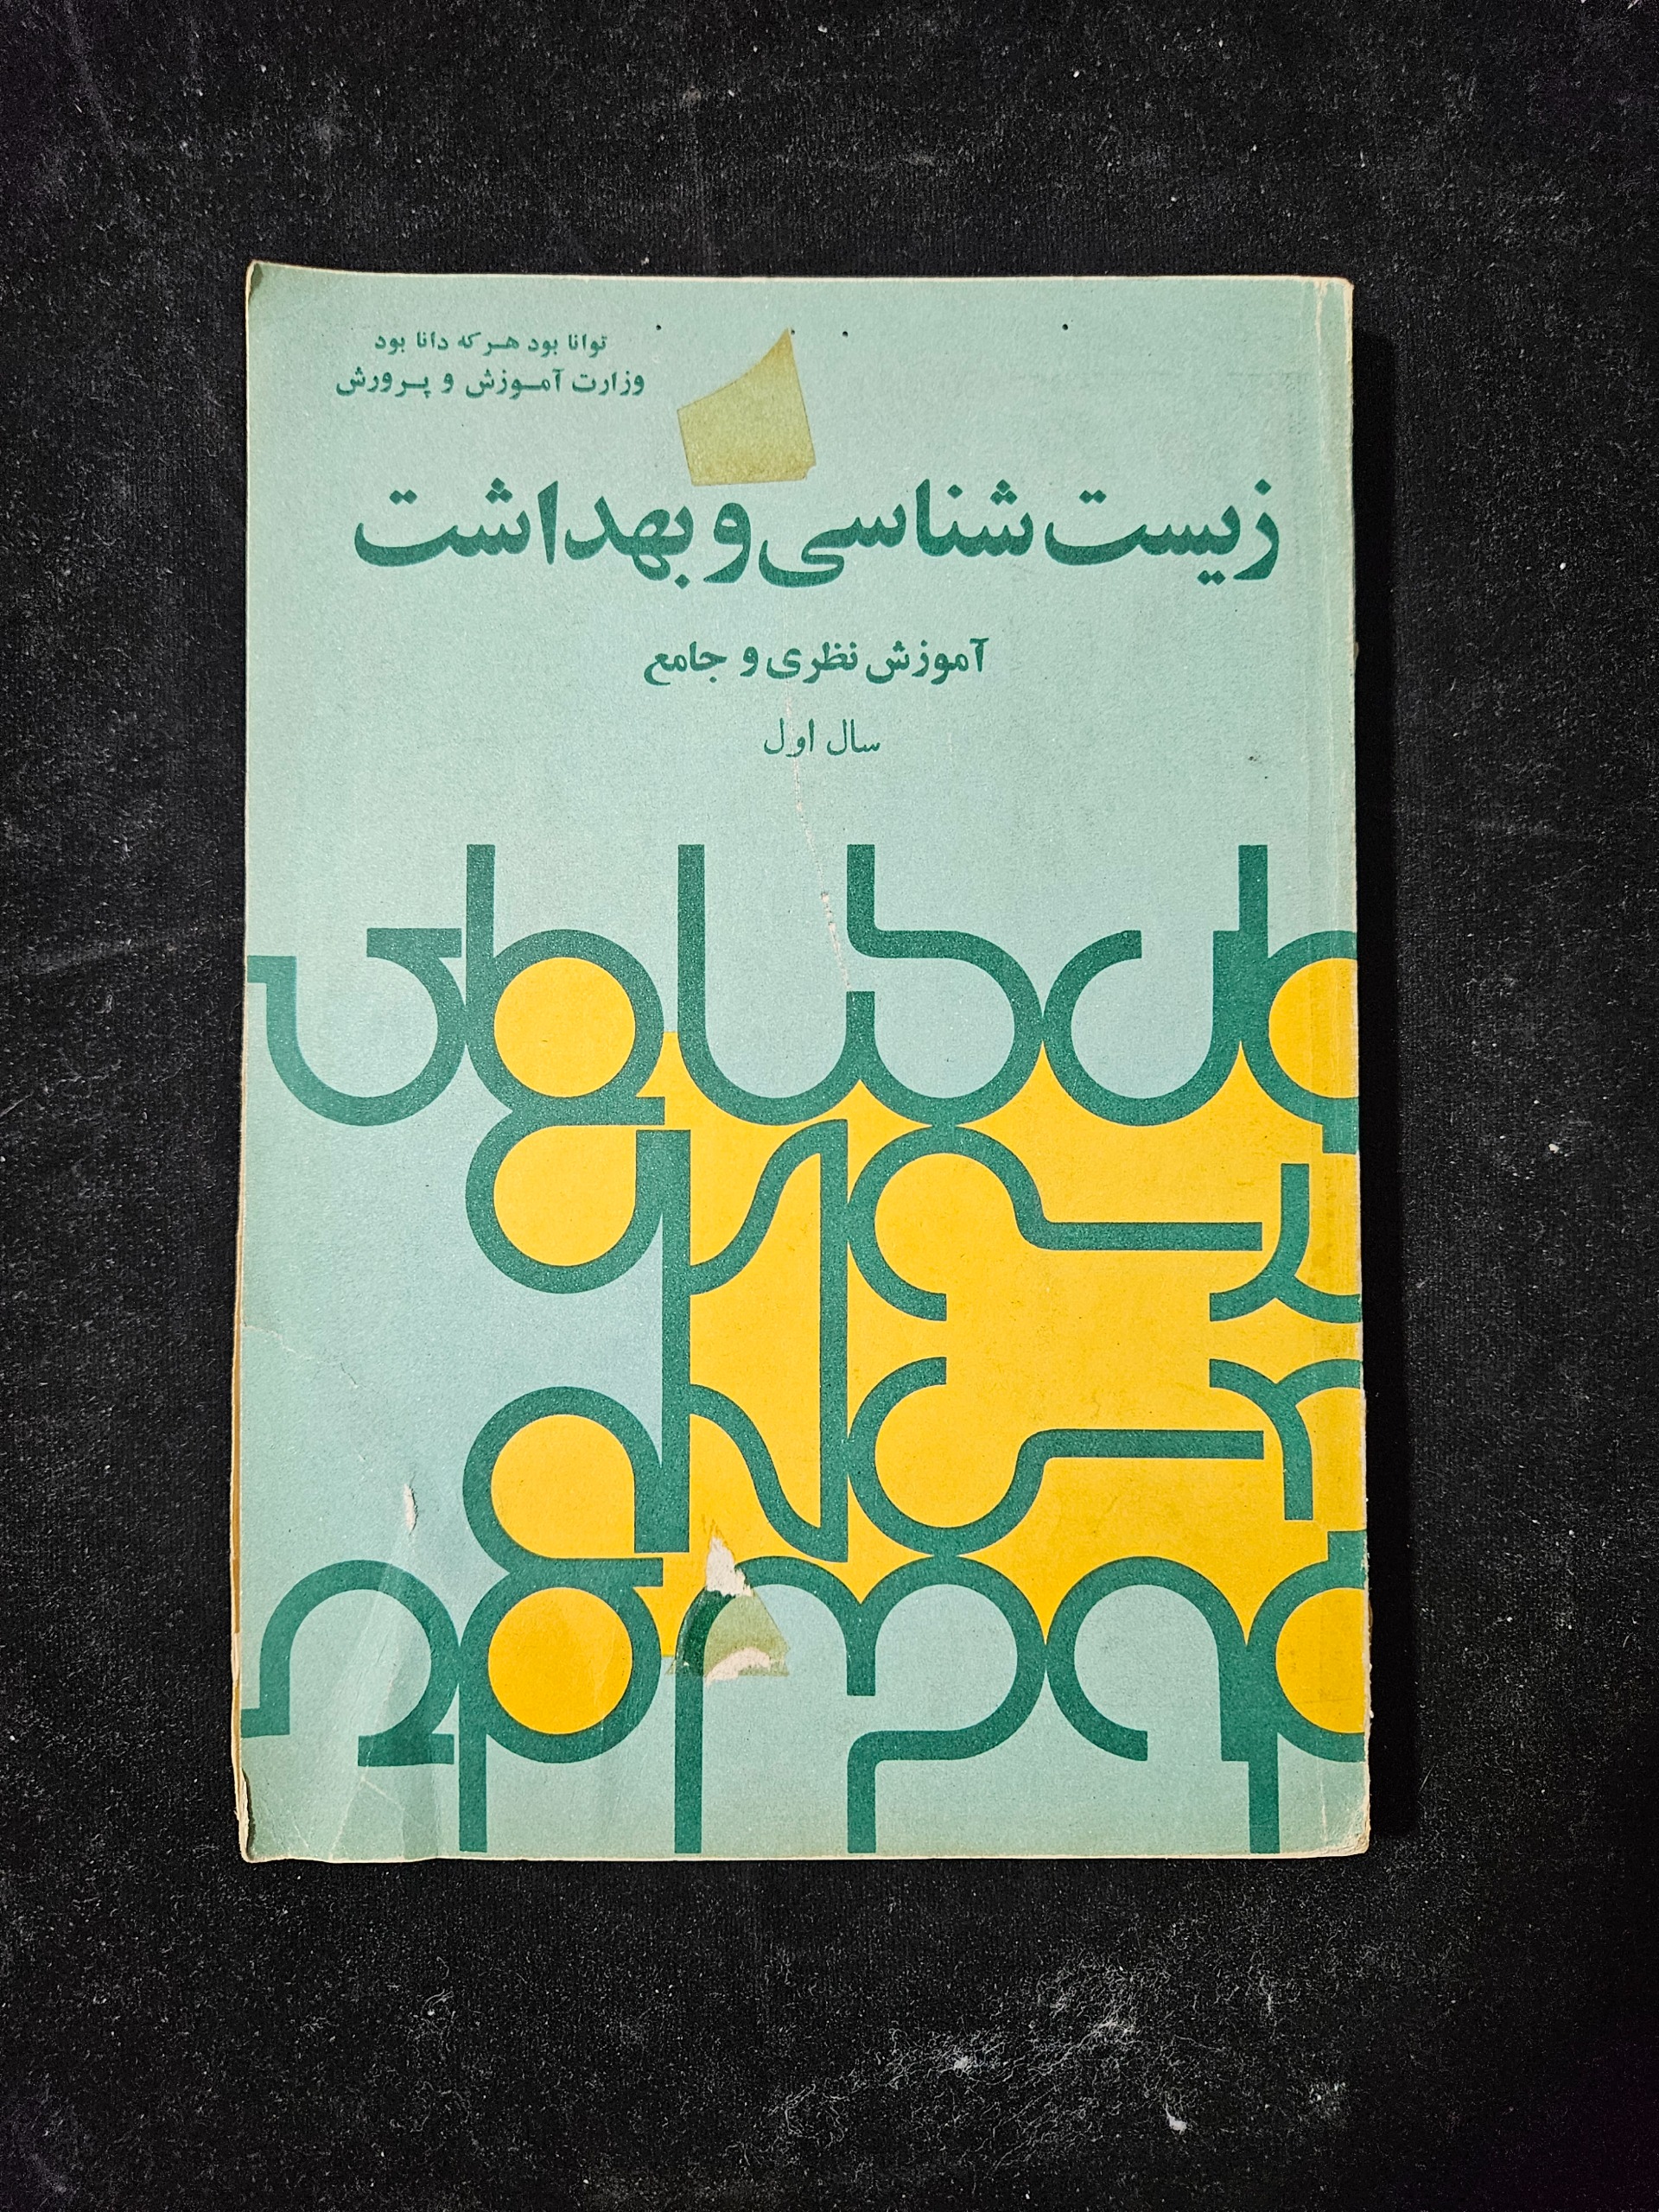 توانا بود هر که دانا بود
وزارت آموزش و پرورش
زیست شناسی و بهداشت
آموزش نظری و جامع
سال اول